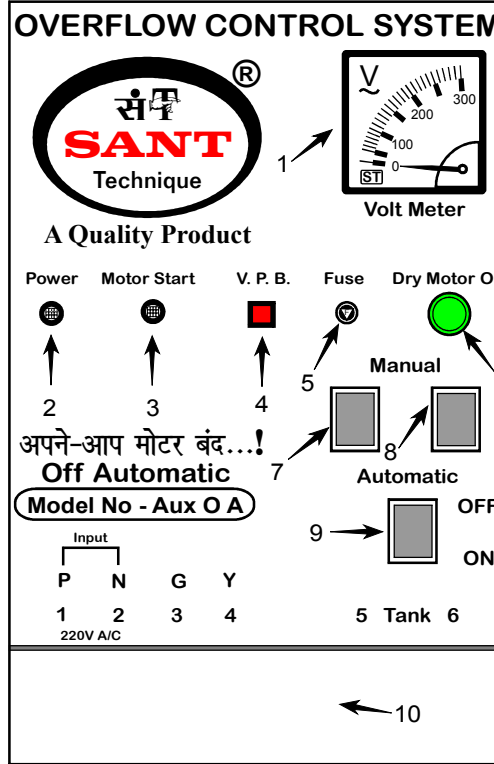 OVERFLOW CONTROL SYSTEM
®
संत
SANT
Technique
A Quality Product
V
300
200
100
0
ST
1
Volt Meter
Power Motor Start V. P. B. Fuse Dry Motor O
F
2 3 4 5
Manual
7 8
अपने-आप मोटर बंद...!
Off Automatic
Automatic
Model No - Aux O A
9
OFF
ON
Input
P N G Y
1 2 3 4 5 Tank 6
220V A/C
10